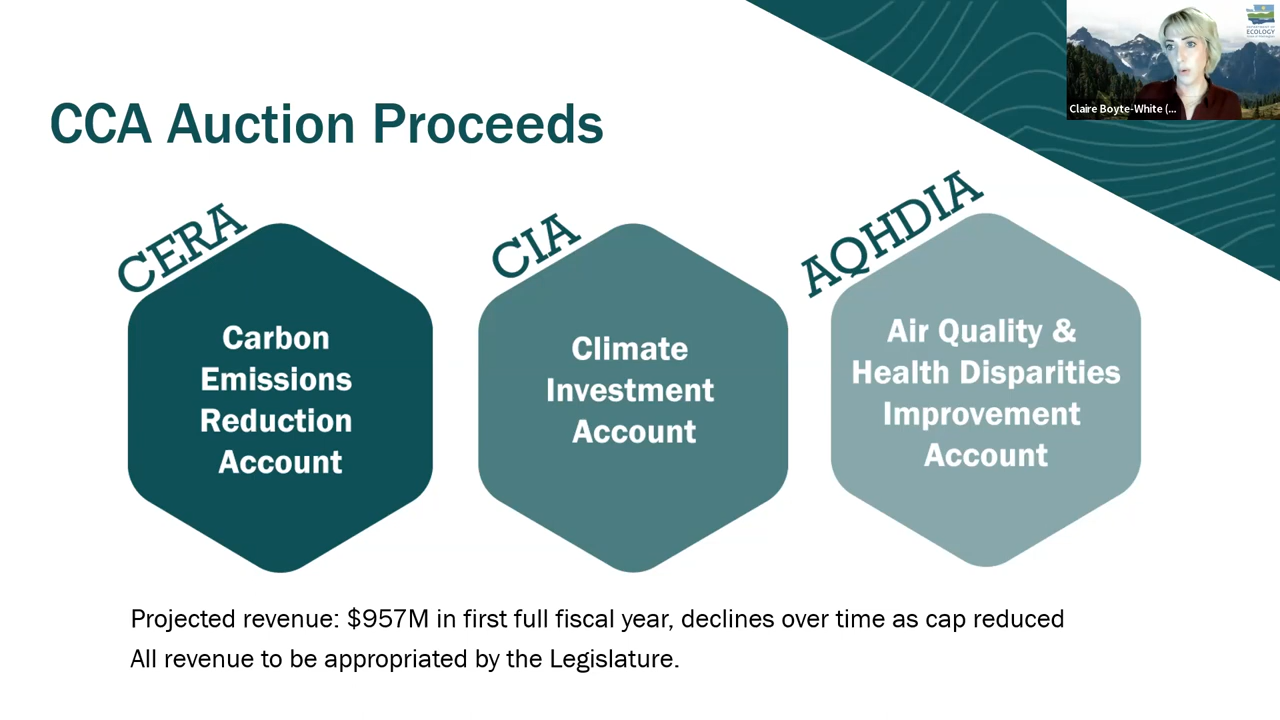 ECOLOGY
Claire Boyte-White (...
CCA Auction Proceeds
CERA
Carbon
Emissions
Reduction
Account
CIA
Climate
Investment
Account
AQHDIA
Air Quality &
Health Disparities
Improvement
Account
Projected revenue: $957M in first full fiscal year, declines over time as cap reduced
All revenue to be appropriated by the Legislature.